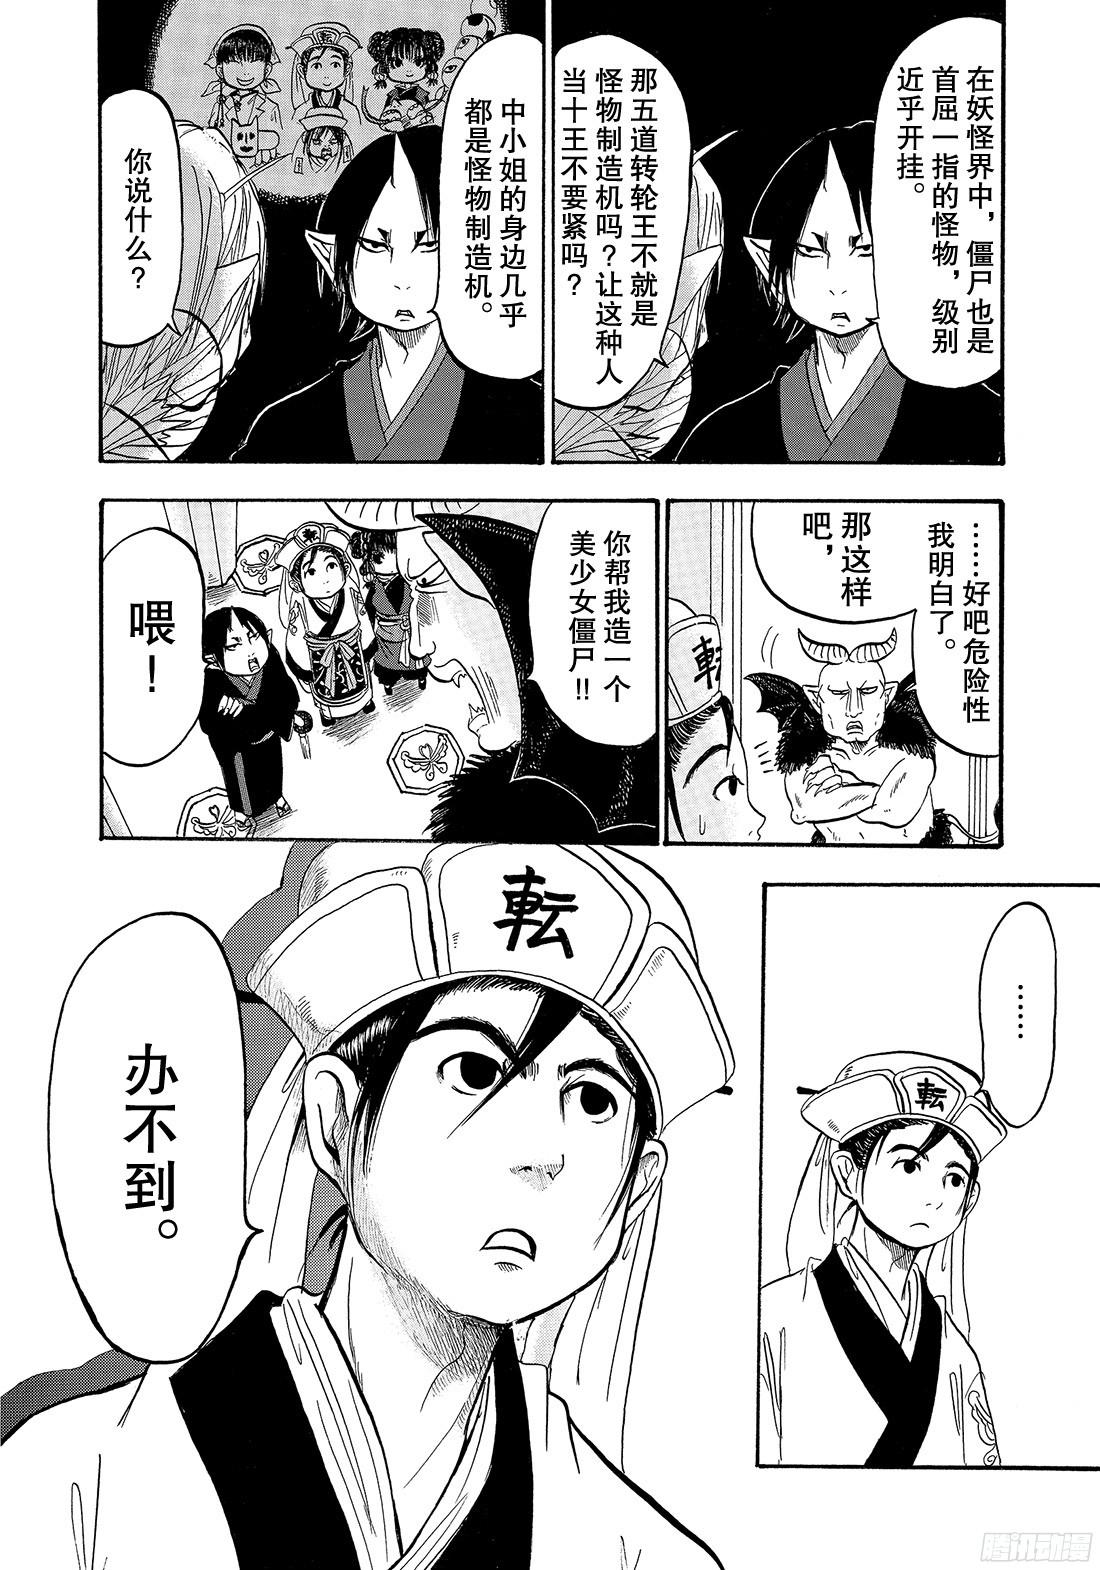 在妖怪界中，僵尸也是
首屈一指的怪物，级别
近乎开挂。
那五道转轮王不就是
怪物制造机吗？让这种人
当十王不要紧吗？
中小姐的身边几乎
都是怪物制造机。
你说什么？
……好吧危险性
我明白了。
那这样
吧，
転
你帮我造一个
美少女僵尸!!
転
喂！
……
転
転
办不到。
腾讯动漫